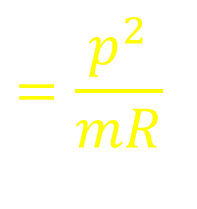 = p² / mR